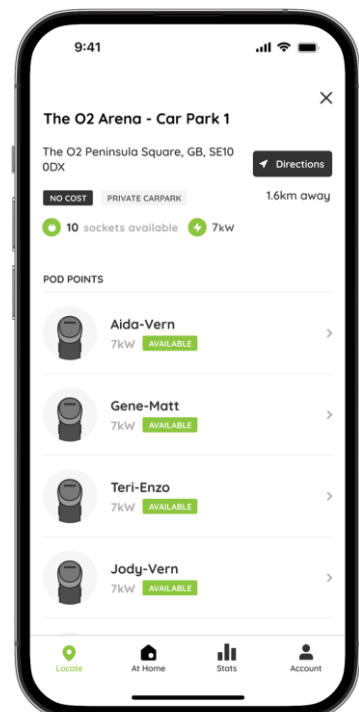 9:41
The O2 Arena - Car Park 1
The O2 Peninsula Square, GB, SE10
0DX
Directions
NO COST
PRIVATE CARPARK
1.6km away
10 sockets available
7kW
POD POINTS
Aida-Vern
7kW AVAILABLE
Gene-Matt
7kW AVAILABLE
Teri-Enzo
7kW AVAILABLE
Jody-Vern
7kW AVAILABLE
Locate
At Home
Stats
Account